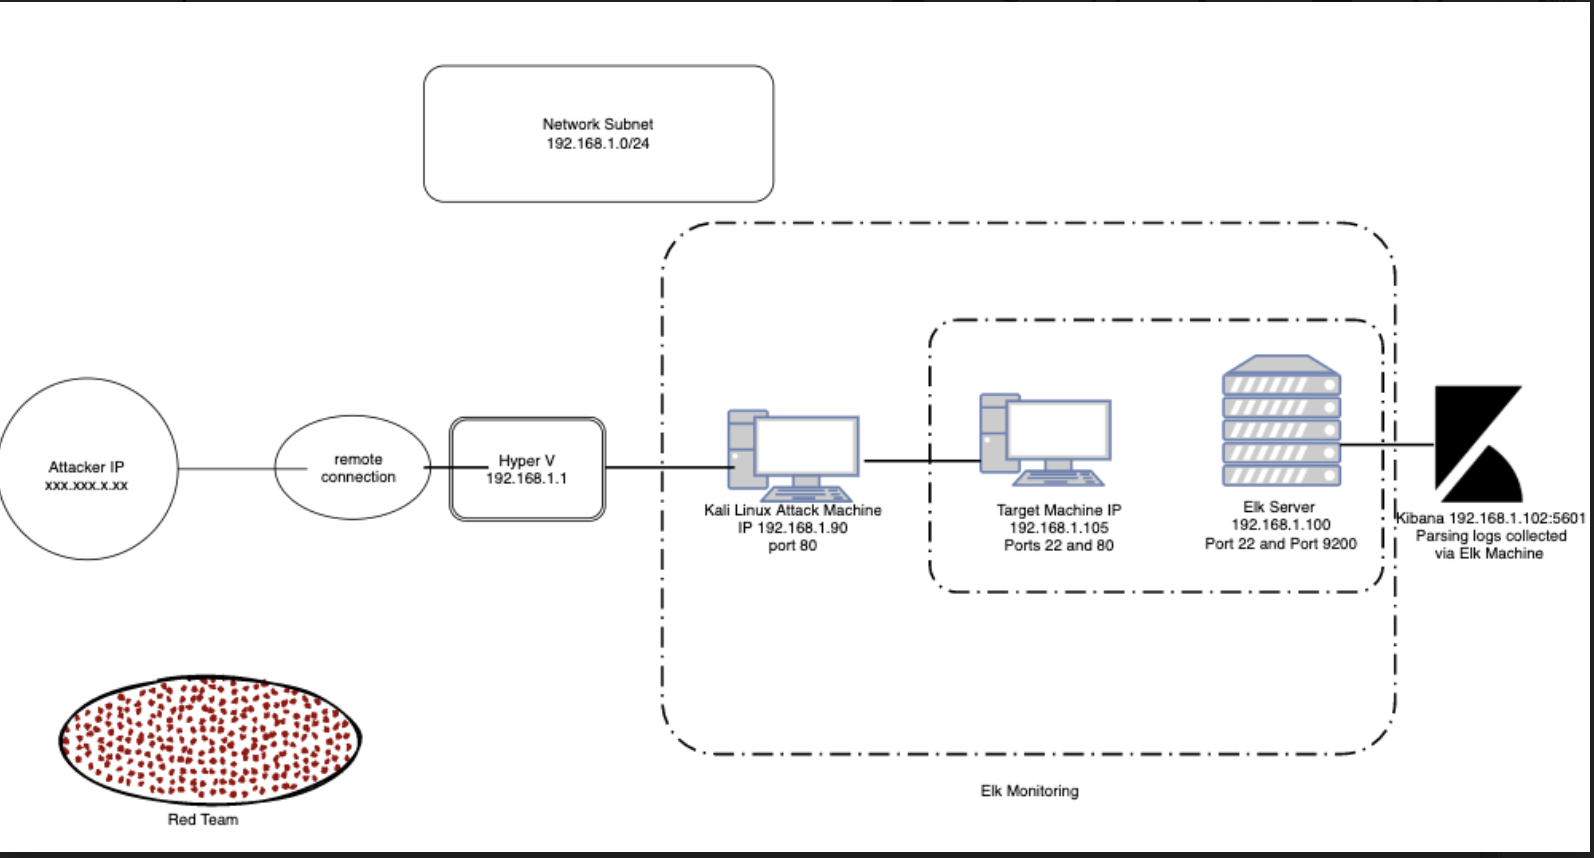 Network Subnet
192.168.1.0/24
Attacker IP
xxx.xxx.x.xx
remote
connection
Hyper V
192.168.1.1
Kali Linux Attack Machine
IP 192.168.1.90
port 80
Target Machine IP
192.168.1.105
Ports 22 and 80
Elk Server
192.168.1.100
Port 22 and Port 9200
Kibana 192.168.1.102:5601
Parsing logs collected
via Elk Machine
Elk Monitoring
Red Team